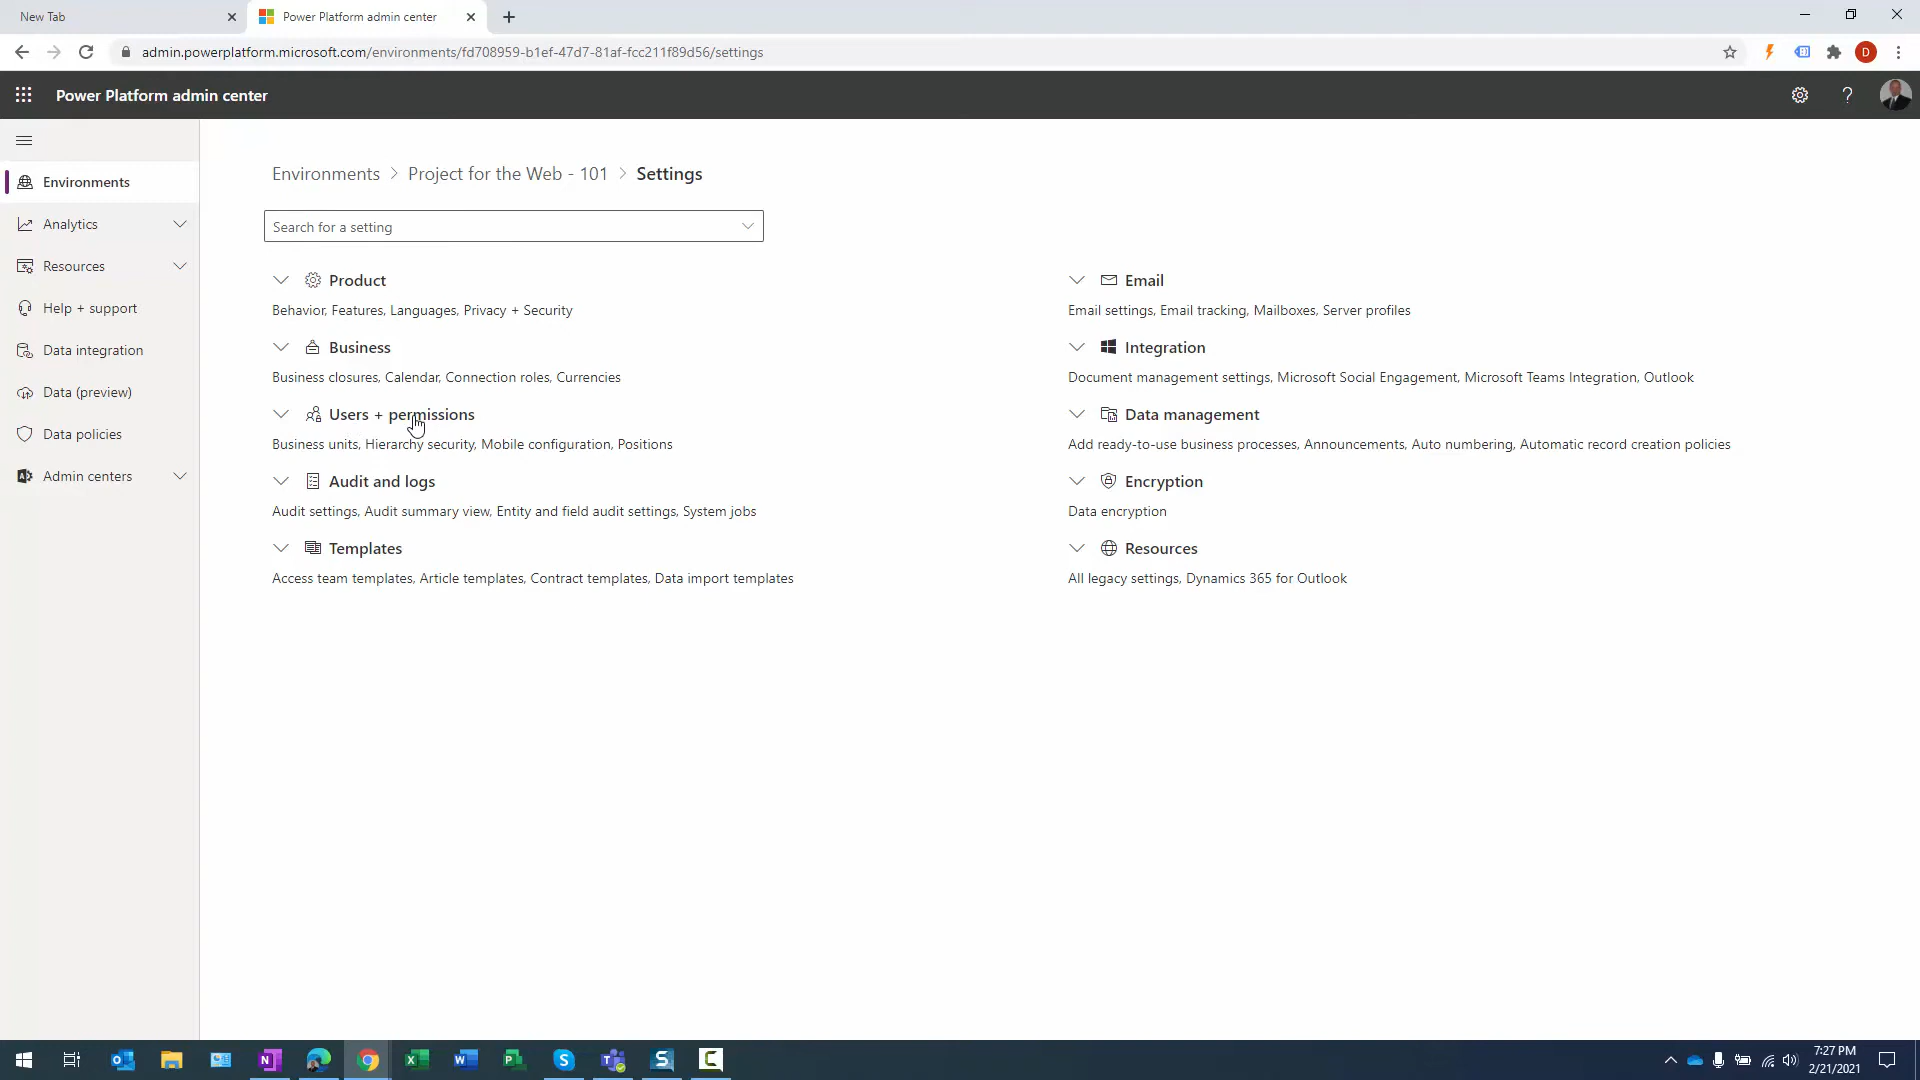 New Tab
Power Platform admin center
admin.powerplatform.microsoft.com/environments/fd708959-b1ef-47d7-81af-fcc211f89d56/settings
D
Power Platform admin center
?
Environments
Analytics
Resources
Help + support
Data integration
Data (preview)
Data policies
Admin centers
Environments > Project for the Web - 101 > Settings
Search for a setting
Product
Behavior, Features, Languages, Privacy + Security
Business
Business closures, Calendar, Connection roles, Currencies
Users + permissions
Business units, Hierarchy security, Mobile configuration, Positions
Audit and logs
Audit settings, Audit summary view, Entity and field audit settings, System jobs
Templates
Access team templates, Article templates, Contract templates, Data import templates
Email
Email settings, Email tracking, Mailboxes, Server profiles
Integration
Document management settings, Microsoft Social Engagement, Microsoft Teams Integration, Outlook
Data management
Add ready-to-use business processes, Announcements, Auto numbering, Automatic record creation policies
Encryption
Data encryption
Resources
All legacy settings, Dynamics 365 for Outlook
7:27 PM
2/21/2021